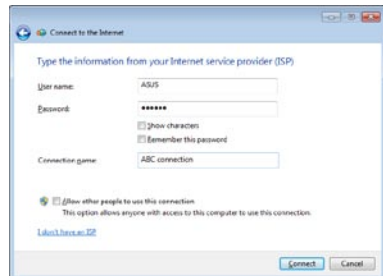 Connect to the Internet
Type the information from your Internet service provider (ISP)
User name: ASUS
Password: ●●●●●●
Show characters
Remember this password
Connection name: ABC connection
Allow other people to use this connection
This option allows anyone with access to this computer to use this connection.
I don't have an ISP
Connect Cancel